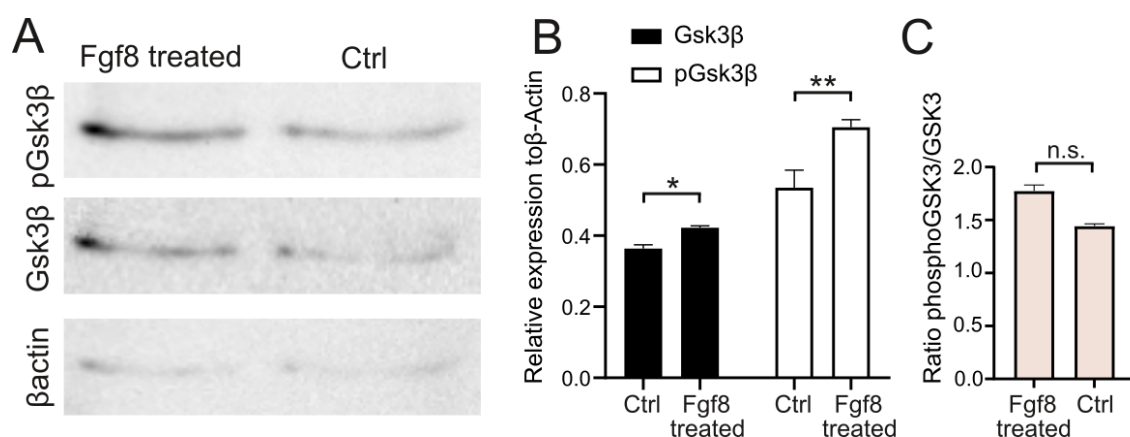 A
Fgf8 treated Ctrl
pGsk3β
Gsk3β
βactin
B
Gsk3β
pGsk3β
Relative expression toβ-Actin
0.8
0.6
0.4
0.2
0.0
*
**
Ctrl Fgf8 Ctrl Fgf8
treated treated
C
Ratio phosphoGSK3/GSK3
2.0
1.5
1.0
0.5
0.0
n.s.
Fgf8 Ctrl
treated